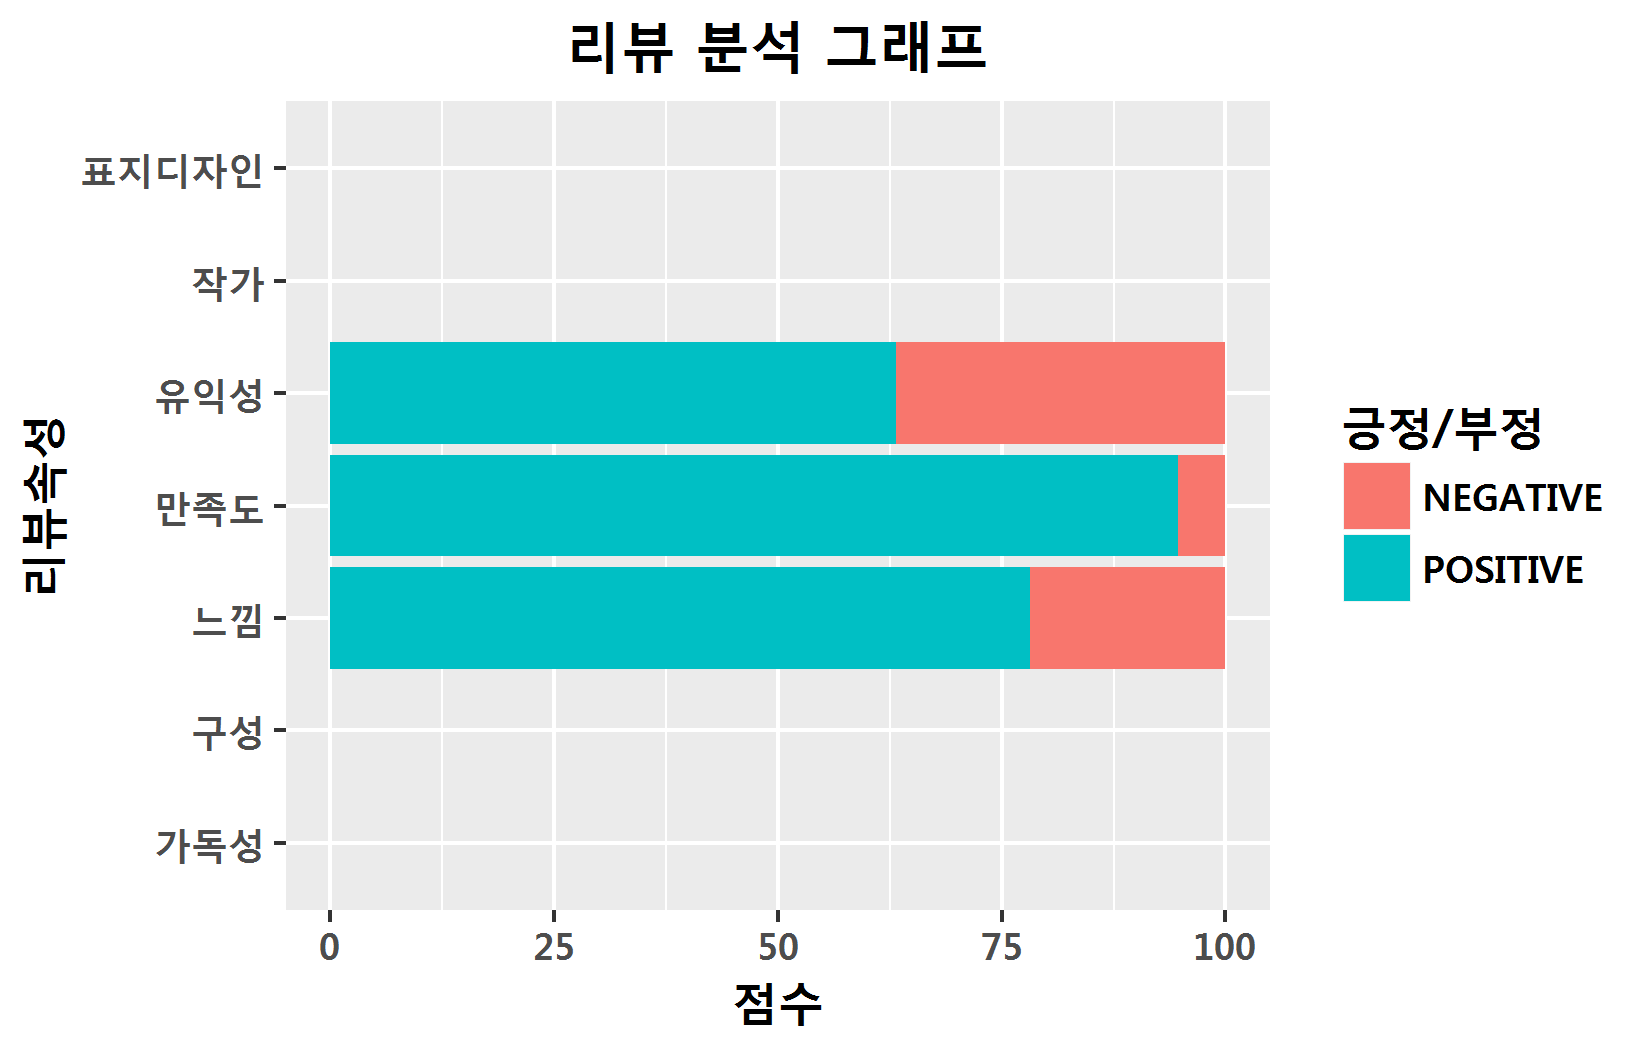 리뷰 분석 그래프
리뷰속성
표지디자인
작가
유익성
만족도
느낌
구성
가독성
0 25 50 75 100
점수
긍정/부정
NEGATIVE
POSITIVE